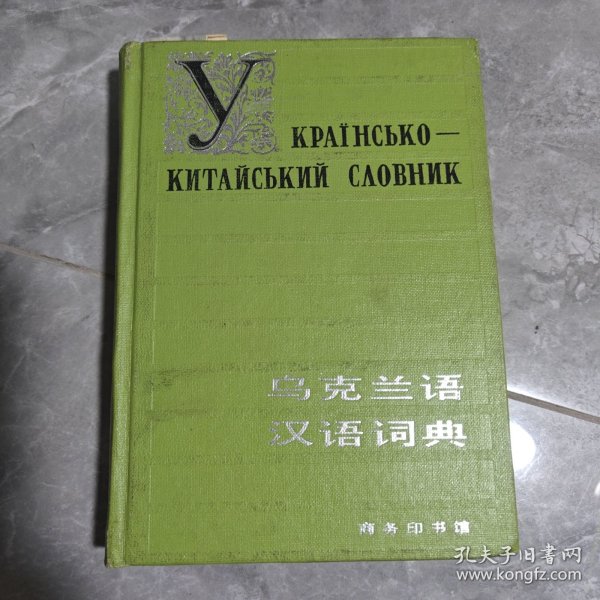 УКРАЇНСЬКО—
КИТАЙСЬКИЙ СЛОВНИК
乌克兰语
汉语词典
商务印书馆
孔夫子旧书网
www.kongfz.com